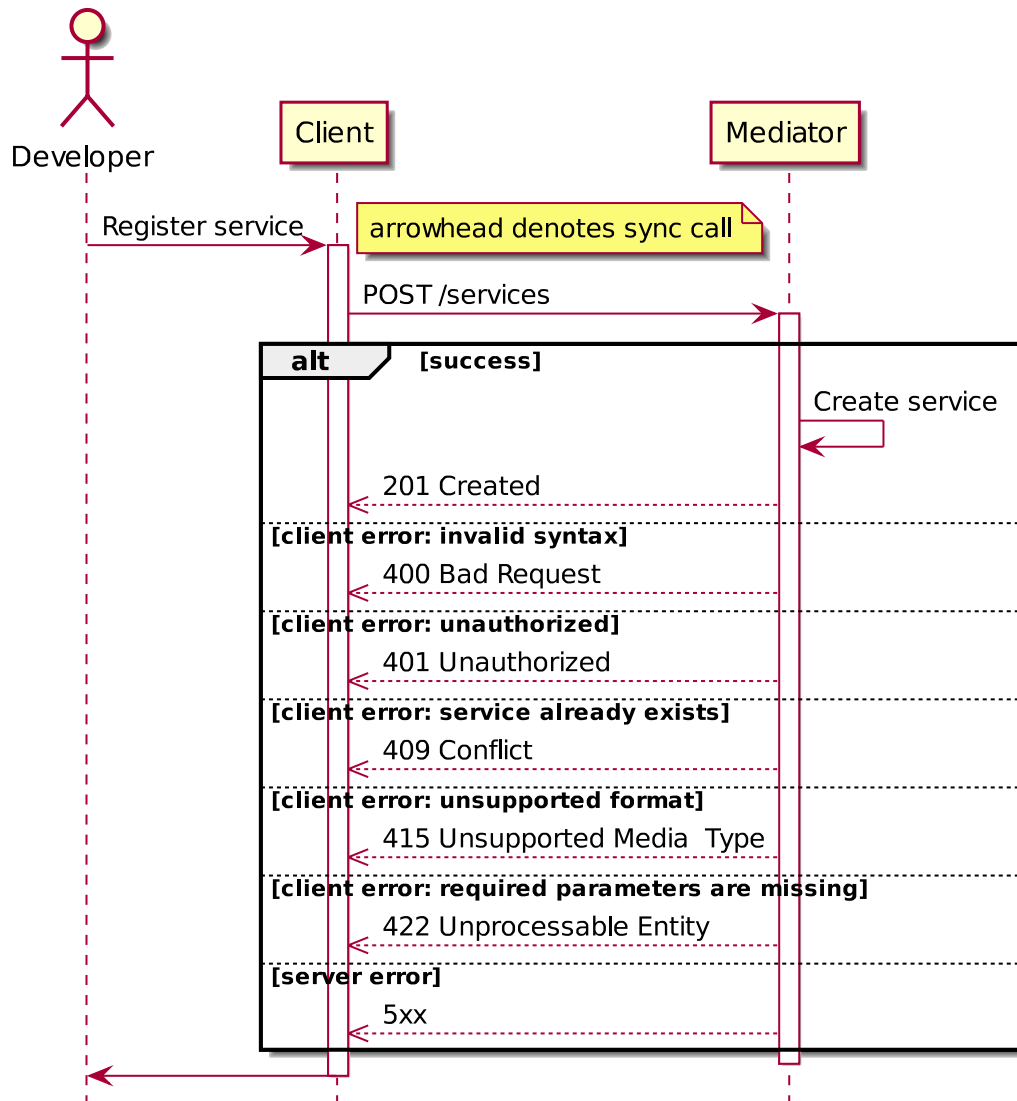 Developer
Client
Mediator
Register service
arrowhead denotes sync call
POST /services
alt
[success]
Create service
201 Created
[client error: invalid syntax]
400 Bad Request
[client error: unauthorized]
401 Unauthorized
[client error: service already exists]
409 Conflict
[client error: unsupported format]
415 Unsupported Media  Type
[client error: required parameters are missing]
422 Unprocessable Entity
[server error]
5xx